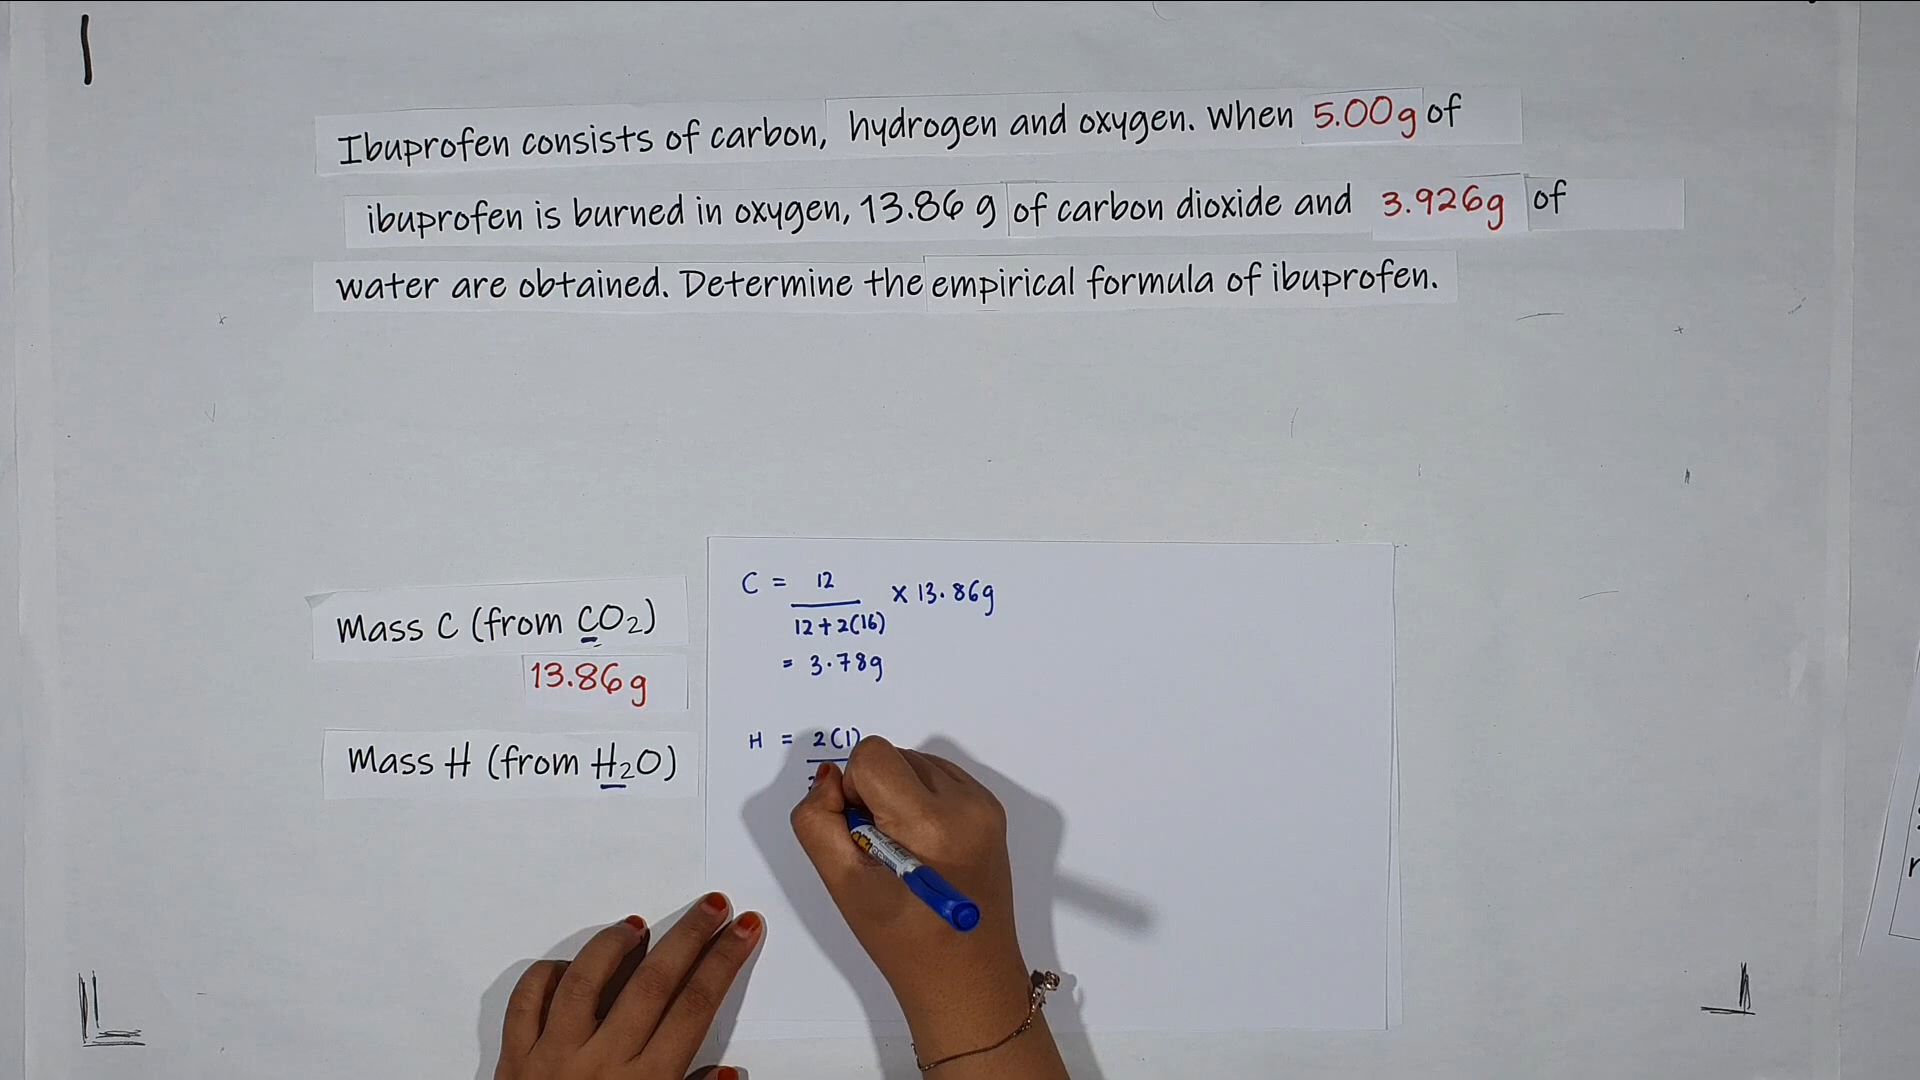 Ibuprofen consists of carbon, hydrogen and oxygen. When 5.00g of
ibuprofen is burned in oxygen, 13.86 g of carbon dioxide and 3.926g of
water are obtained. Determine the empirical formula of ibuprofen.
Mass C (from CO₂)
13.86g
Mass H (from H₂O)
C = 12 / 12+2(16) × 13.86g
= 3.78g
H = 2(1)